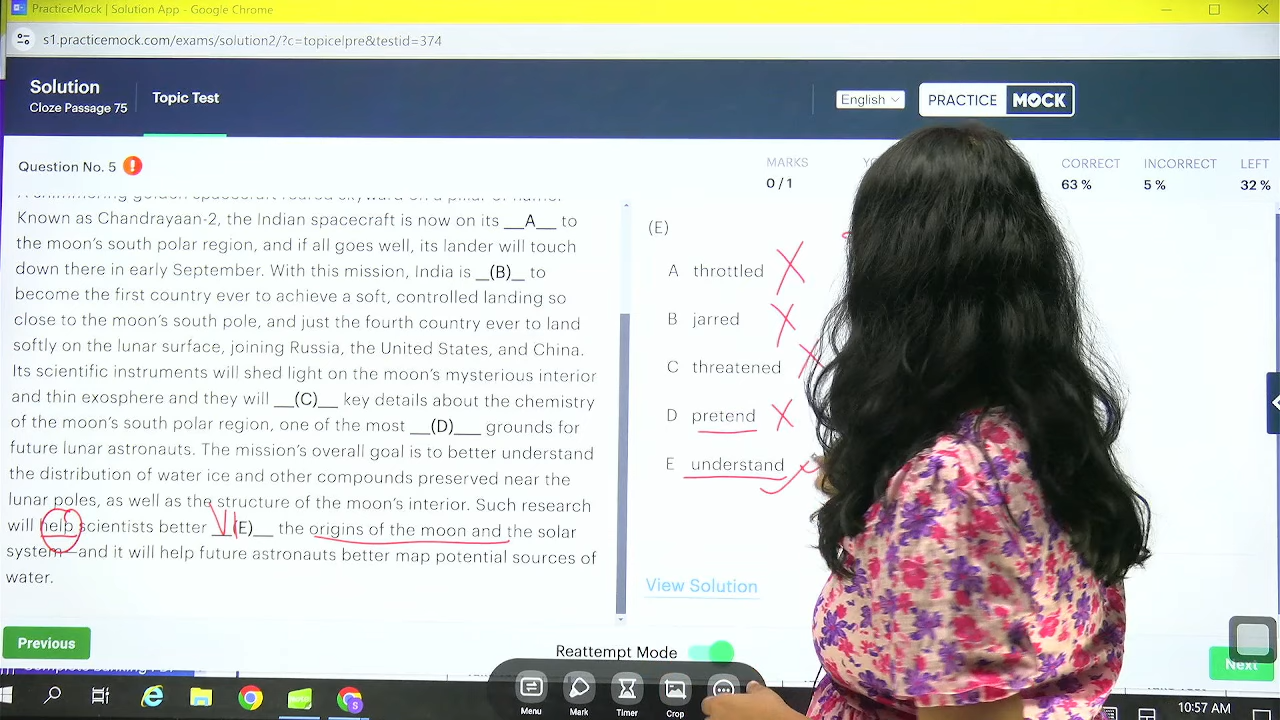 PracticeMock | Solution App - Google Chrome
s1.practicemock.com/exams/solution2/?c=topicelpre&testid=374
Solution
Cloze Passage 75
Topic Test
English
PRACTICE MOCK
Question No. 5
MARKS
0 / 1
CORRECT
63 %
INCORRECT
5 %
LEFT
32 %
Known as Chandrayaan-2, the Indian spacecraft is now on its __A__ to
the moon's south polar region, and if all goes well, its lander will touch
down there in early September. With this mission, India is _(B)_ to
become the first country ever to achieve a soft, controlled landing so
close to the moon's south pole, and just the fourth country ever to land
softly on the lunar surface, joining Russia, the United States, and China.
Its scientific instruments will shed light on the moon's mysterious interior
and thin exosphere and they will __(C)__ key details about the chemistry
of the moon's south polar region, one of the most __(D)___ grounds for
future lunar astronauts. The mission's overall goal is to better understand
the distribution of water ice and other compounds preserved near the
lunar poles, as well as the structure of the moon's interior. Such research
will help scientists better __(E)__ the origins of the moon and the solar
system—and it will help future astronauts better map potential sources of
water.
(E)
A throttled
B jarred
C threatened
D pretend
E understand
View Solution
Previous
Reattempt Mode
Next
Menu
Mark
Timer
Crop
10:57 AM